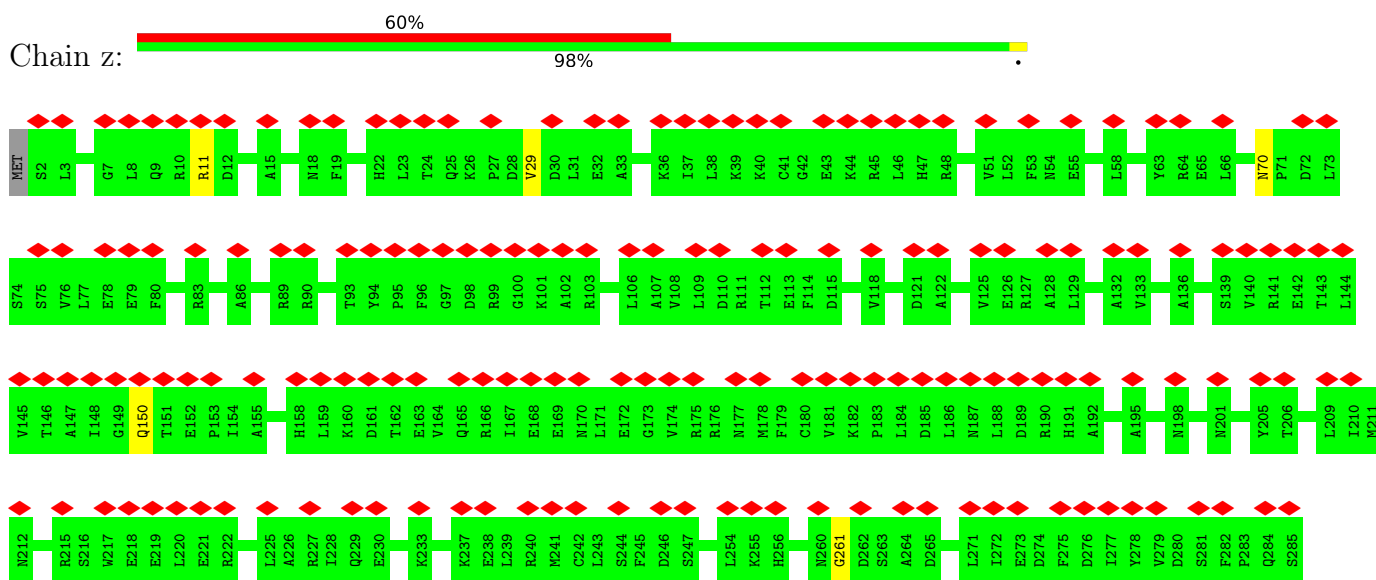 60%
Chain z:
98%
.
MET S2 L3 G7 L8 Q9 R10 R11 D12 A15 N18 F19 H22 L23 T24 Q25 K26 P27 D28 V29 D30 L31 E32 A33 K36 I37 L38 K39 K40 C41 G42 E43 K44 R45 L46 H47 R48 V51 L52 F53 N54 E55 L58 Y63 R64 E65 L66 N70 P71 D72 L73
S74 S75 V76 L77 E78 E79 F80 R83 A86 R89 R90 T93 Y94 P95 F96 G97 D98 R99 G100 K101 A102 R103 L106 A107 V108 L109 D110 R111 T112 E113 F114 D115 V118 D121 A122 V125 E126 R127 A128 L129 A132 V133 A136 S139 V140 R141 E142 T143 L144
V145 T146 A147 I148 G149 Q150 T151 E152 P153 I154 A155 H158 L159 K160 D161 T162 E163 V164 Q165 R166 I167 E168 E169 N170 L171 E172 G173 V174 R175 R176 N177 M178 F179 C180 V181 K182 P183 L184 D185 L186 N187 L188 D189 R190 H191 A192 A195 N198 N201 Y205 T206 L209 I210 M211
N212 R215 S216 W217 E218 E219 L220 E221 R222 L225 A226 R227 I228 Q229 E230 K233 K237 E238 L239 R240 M241 C242 L243 S244 F245 D246 S247 L254 K255 H256 N260 G261 D262 S263 A264 D265 L271 I272 E273 D274 F275 D276 I277 Y278 V279 D280 S281 F282 P283 Q284 S285